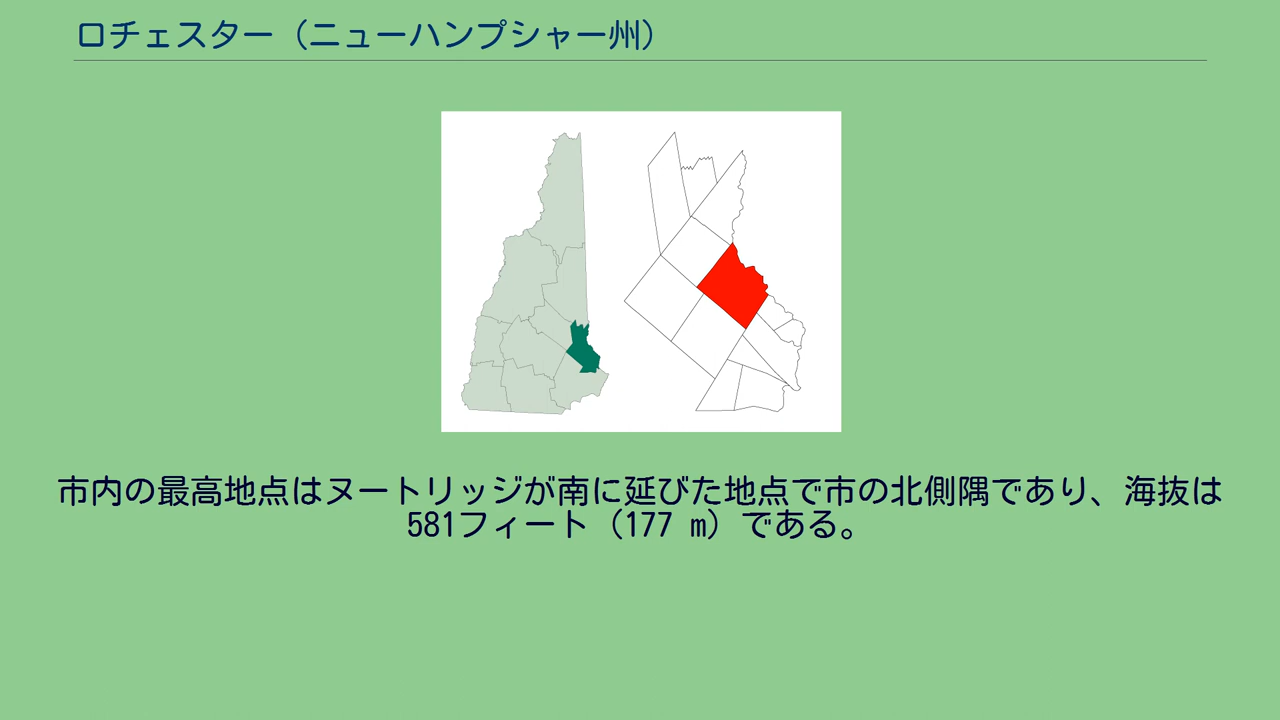 ロチェスター（ニューハンプシャー州）
市内の最高地点はヌートリッジが南に延びた地点で市の北側隅であり、海抜は
581フィート（177 m）である。